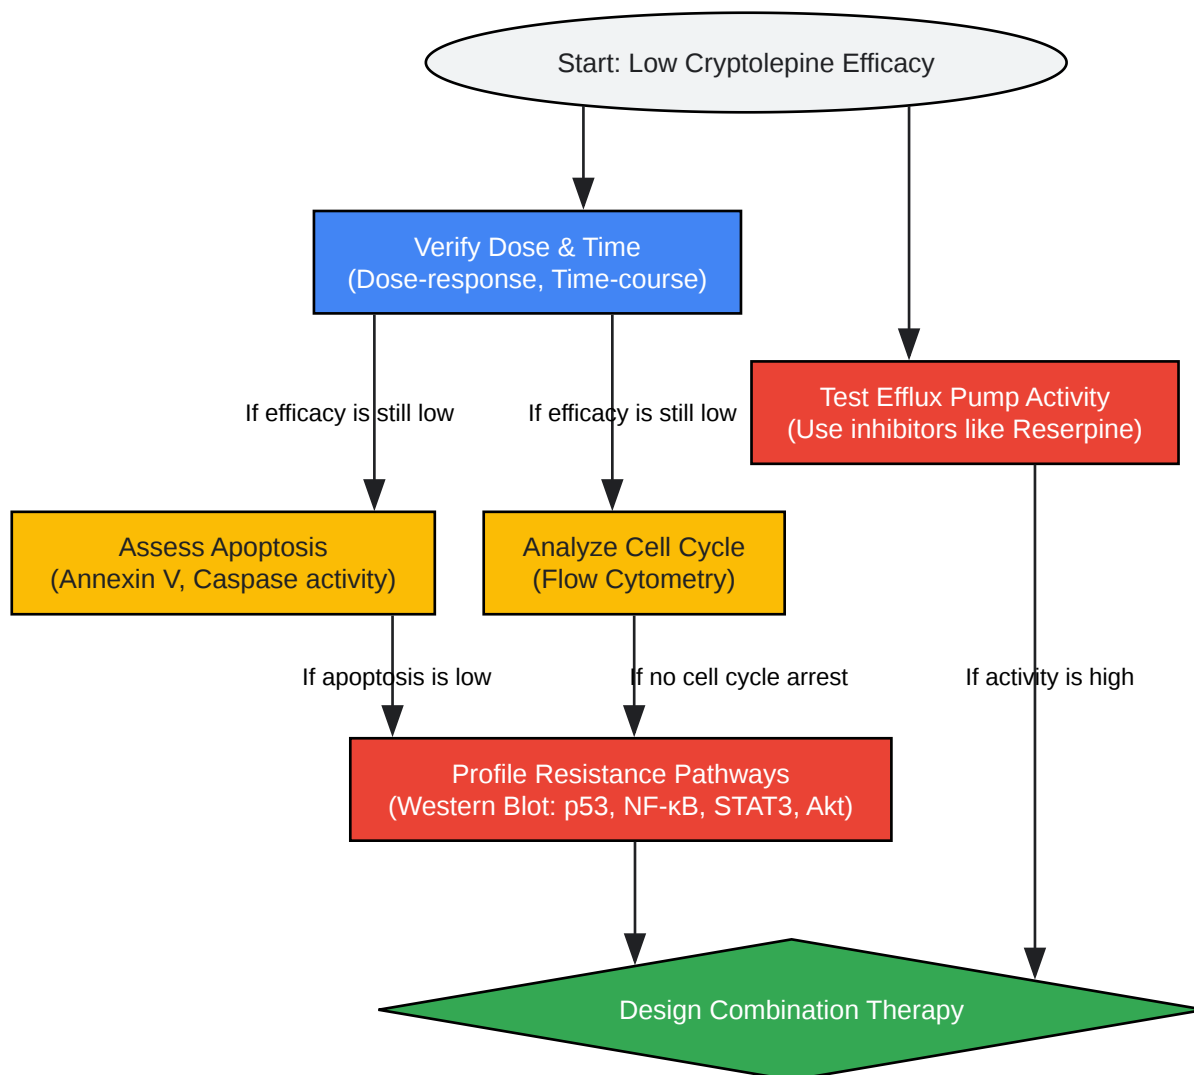 Start: Low Cryptolepine Efficacy
Verify Dose & Time
(Dose-response, Time-course)
Test Efflux Pump Activity
(Use inhibitors like Reserpine)
If efficacy is still low
If efficacy is still low
Assess Apoptosis
(Annexin V, Caspase activity)
Analyze Cell Cycle
(Flow Cytometry)
If apoptosis is low
If no cell cycle arrest
If activity is high
Profile Resistance Pathways
(Western Blot: p53, NF-κB, STAT3, Akt)
Design Combination Therapy